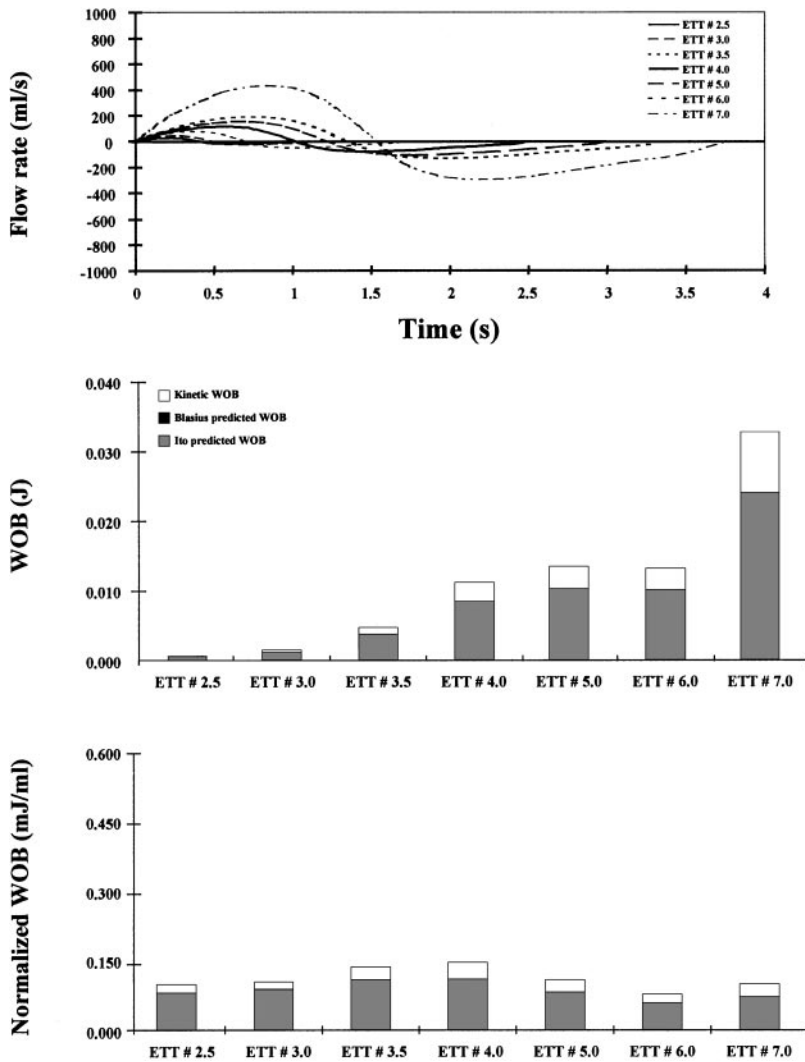 Flow rate (ml/s)
1000
800
600
400
200
0
-200
-400
-600
-800
-1000
ETT # 2.5
ETT # 3.0
ETT # 3.5
ETT # 4.0
ETT # 5.0
ETT # 6.0
ETT # 7.0
0 0.5 1 1.5 2 2.5 3 3.5 4
Time (s)
WOB (J)
0.040
0.030
0.020
0.010
0.000
Kinetic WOB
Blasius predicted WOB
Ito predicted WOB
ETT # 2.5 ETT # 3.0 ETT # 3.5 ETT # 4.0 ETT # 5.0 ETT # 6.0 ETT # 7.0
Normalized WOB (mJ/ml)
0.600
0.450
0.300
0.150
0.000
ETT # 2.5 ETT # 3.0 ETT # 3.5 ETT # 4.0 ETT # 5.0 ETT # 6.0 ETT # 7.0